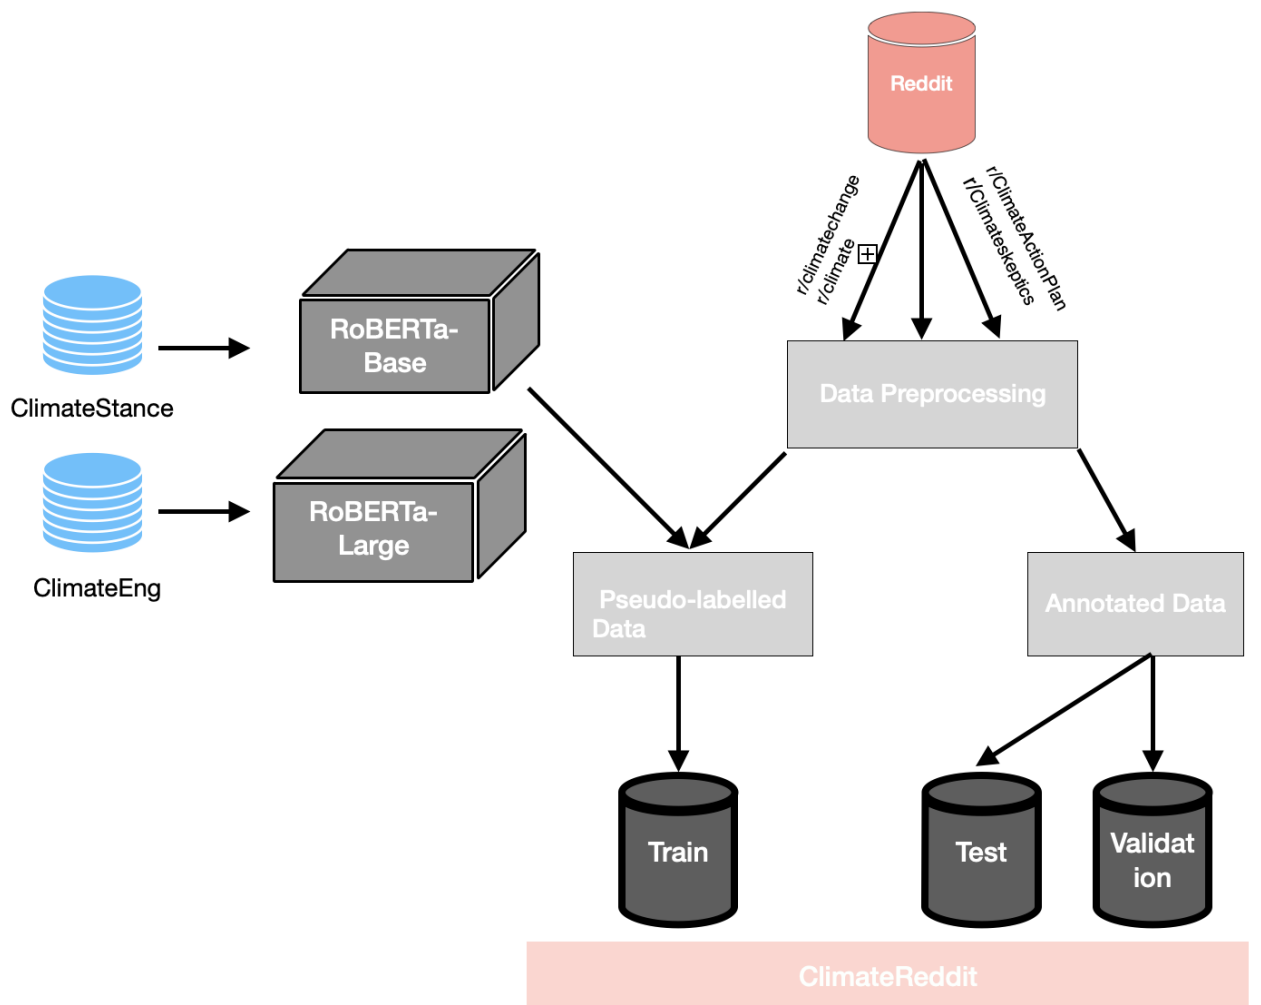 Reddit
r/climatechange
r/climate
r/ClimateActionPlan
r/Climateskeptics
RoBERTa-
Base
Data Preprocessing
ClimateStance
RoBERTa-
Large
ClimateEng
Pseudo-labelled
Data
Annotated Data
Train
Test
Validat
ion
ClimateReddit